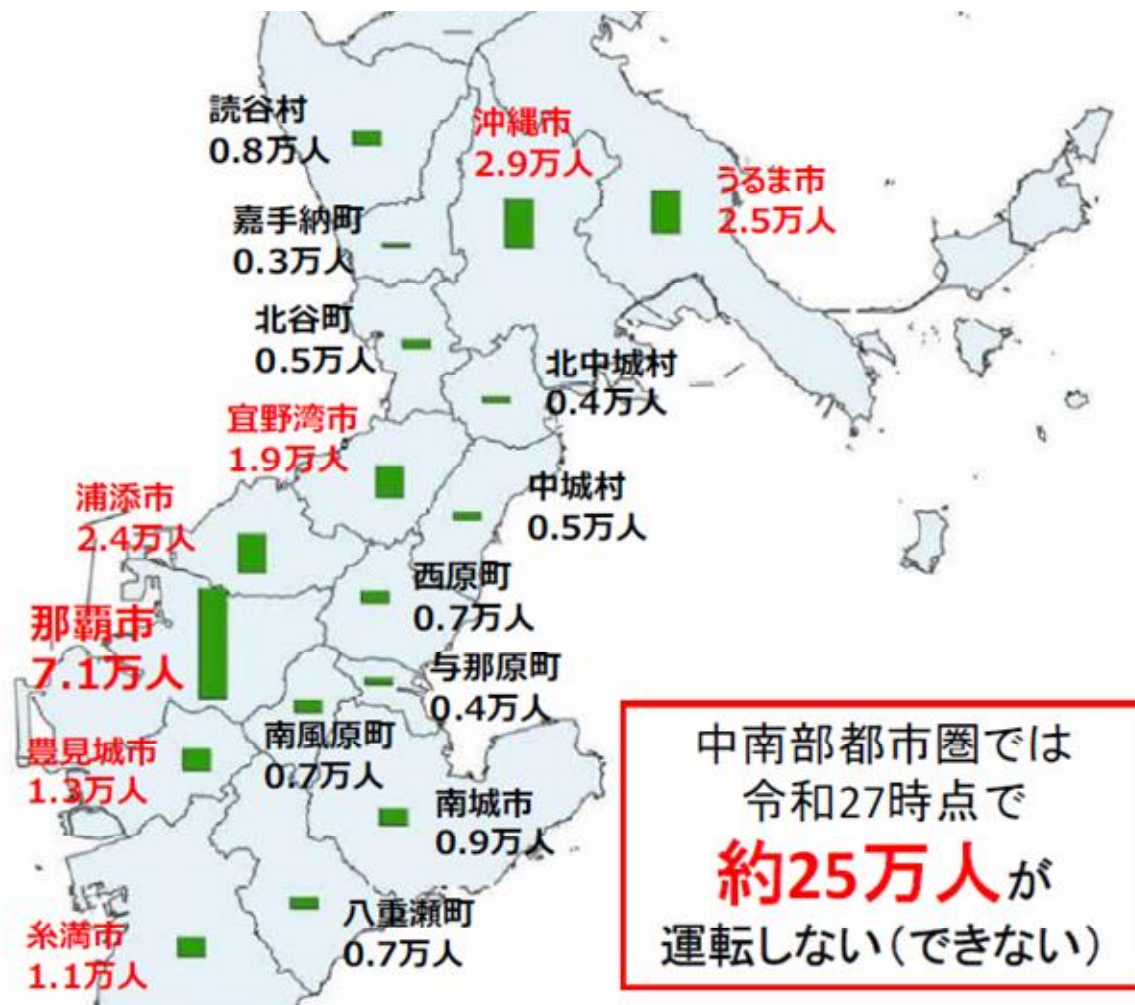 読谷村
0.8万人
沖縄市
2.9万人
うるま市
2.5万人
嘉手納町
0.3万人
北谷町
0.5万人
北中城村
0.4万人
宜野湾市
1.9万人
中城村
0.5万人
浦添市
2.4万人
西原町
0.7万人
那覇市
7.1万人
与那原町
0.4万人
南風原町
0.7万人
豊見城市
1.3万人
南城市
0.9万人
八重瀬町
0.7万人
糸満市
1.1万人
中南部都市圏では
令和27時点で
約25万人が
運転しない(できない)